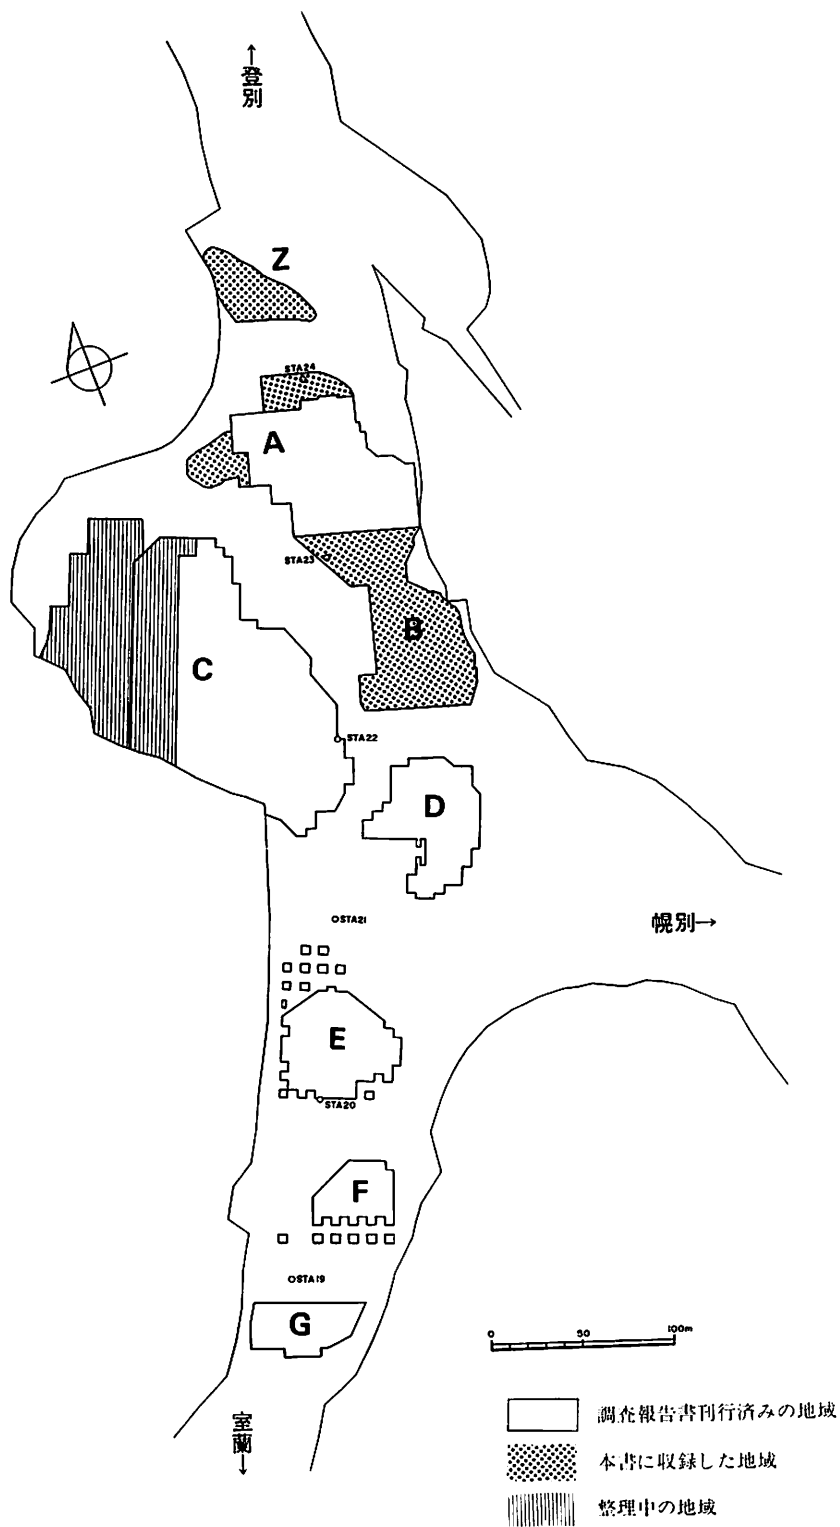 ↑登別
Z
STA24
A
STA23
B
C
STA22
D
STA21
幌別→
E
STA20
F
STA19
G
0 50 100m
室蘭↓
調査報告書刊行済みの地域
本書に収録した地域
整理中の地域